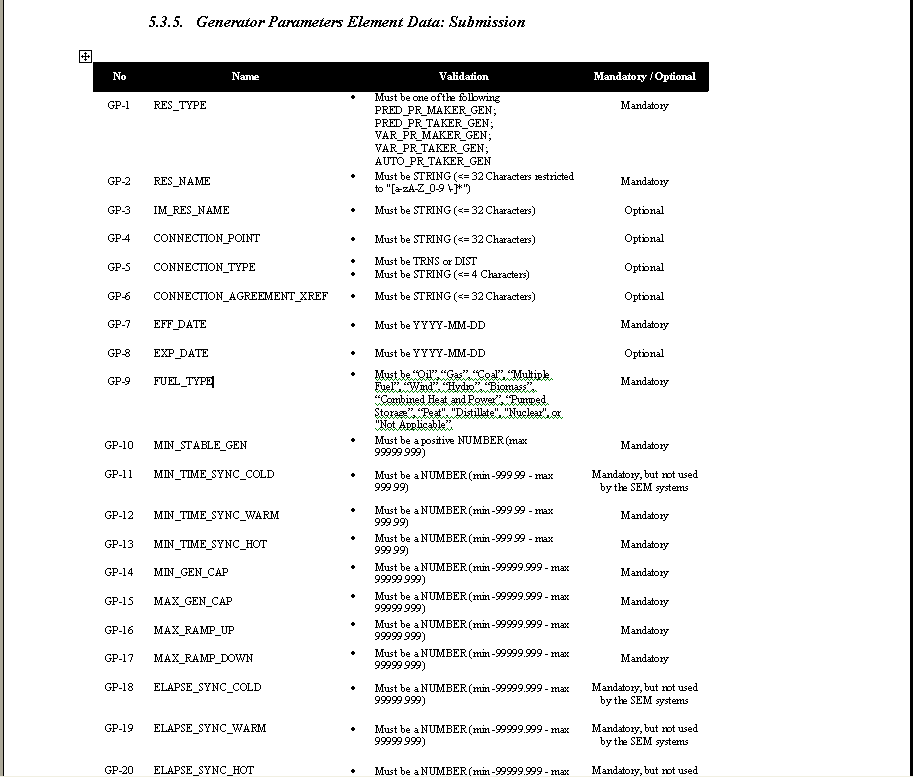 5.3.5. Generator Parameters Element Data: Submission
No Name Validation Mandatory / Optional
GP-1 RES_TYPE • Must be one of the following Mandatory
PRED_PR_MAKER_GEN;
PRED_PR_TAKER_GEN;
VAR_PR_MAKER_GEN;
VAR_PR_TAKER_GEN;
AUTO_PR_TAKER_GEN
GP-2 RES_NAME • Must be STRING (<= 32 Characters restricted Mandatory
to "[a-zA-Z_0-9 \-]*")
GP-3 IM_RES_NAME • Must be STRING (<= 32 Characters) Optional
GP-4 CONNECTION_POINT • Must be STRING (<= 32 Characters) Optional
GP-5 CONNECTION_TYPE • Must be TRNS or DIST Optional
• Must be STRING (<= 4 Characters)
GP-6 CONNECTION_AGREEMENT_XREF • Must be STRING (<= 32 Characters) Optional
GP-7 EFF_DATE • Must be YYYY-MM-DD Mandatory
GP-8 EXP_DATE • Must be YYYY-MM-DD Optional
GP-9 FUEL_TYPE • Must be “Oil”, “Gas”, “Coal”, “Multiple Mandatory
Fuel”, “Wind”, “Hydro”, “Biomass”,
“Combined Heat and Power”, “Pumped
Storage”, “Peat”, "Distillate", "Nuclear", or
"Not Applicable”
GP-10 MIN_STABLE_GEN • Must be a positive NUMBER (max Mandatory
99999.999)
GP-11 MIN_TIME_SYNC_COLD • Must be a NUMBER (min -999.99 - max Mandatory, but not used
999.99) by the SEM systems
GP-12 MIN_TIME_SYNC_WARM • Must be a NUMBER (min -999.99 - max Mandatory
999.99)
GP-13 MIN_TIME_SYNC_HOT • Must be a NUMBER (min -999.99 - max Mandatory
999.99)
GP-14 MIN_GEN_CAP • Must be a NUMBER (min -99999.999 - max Mandatory
99999.999)
GP-15 MAX_GEN_CAP • Must be a NUMBER (min -99999.999 - max Mandatory
99999.999)
GP-16 MAX_RAMP_UP • Must be a NUMBER (min -99999.999 - max Mandatory
99999.999)
GP-17 MAX_RAMP_DOWN • Must be a NUMBER (min -99999.999 - max Mandatory
99999.999)
GP-18 ELAPSE_SYNC_COLD • Must be a NUMBER (min -99999.999 - max Mandatory, but not used
99999.999) by the SEM systems
GP-19 ELAPSE_SYNC_WARM • Must be a NUMBER (min -99999.999 - max Mandatory, but not used
99999.999) by the SEM systems
GP-20 ELAPSE_SYNC_HOT • Must be a NUMBER (min -99999.999 - max Mandatory, but not used